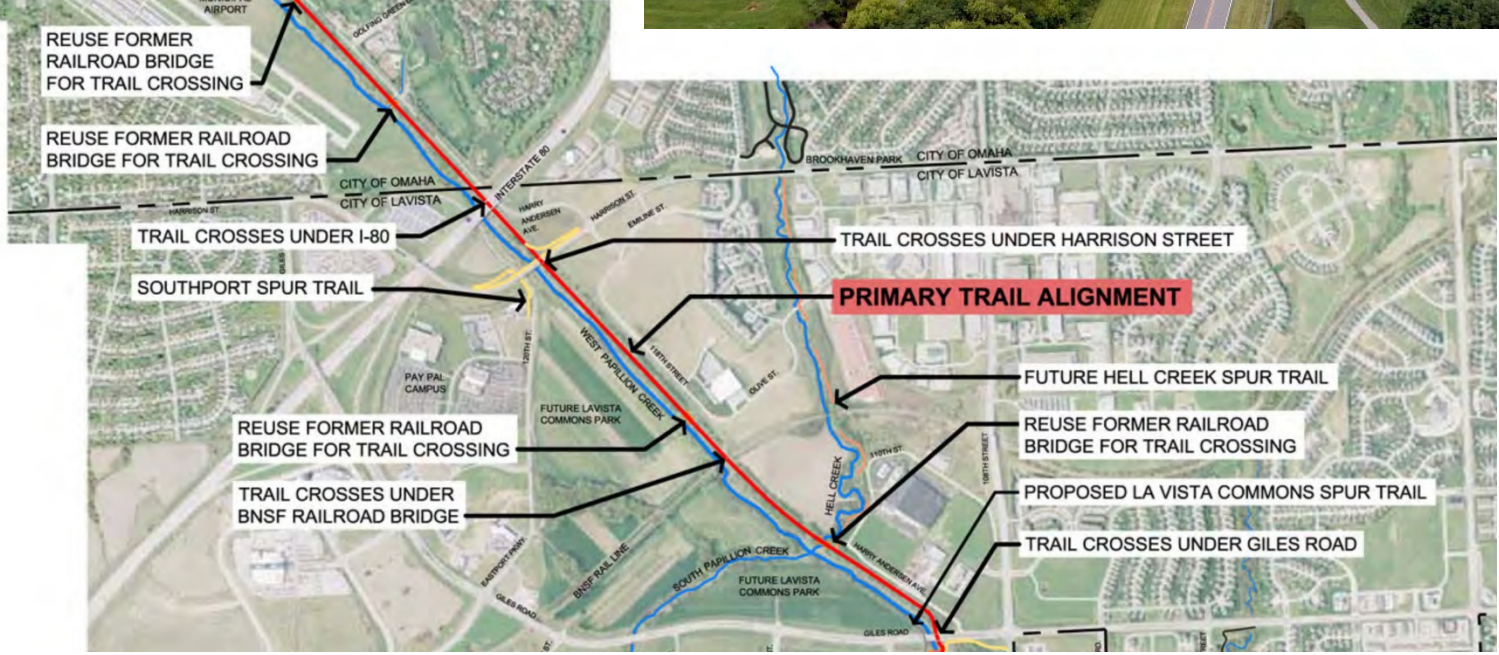 MUNICIPAL
AIRPORT
REUSE FORMER
RAILROAD BRIDGE
FOR TRAIL CROSSING
REUSE FORMER RAILROAD
BRIDGE FOR TRAIL CROSSING
INTERSTATE 80
BROOKHAVEN PARK
CITY OF OMAHA
CITY OF LAVISTA
CITY OF OMAHA
CITY OF LAVISTA
HARRISON ST.
HARRY
ANDERSEN
AVE.
HARRISON ST.
EMILINE ST.
TRAIL CROSSES UNDER I-80
TRAIL CROSSES UNDER HARRISON STREET
GILES
SOUTHPORT SPUR TRAIL
PRIMARY TRAIL ALIGNMENT
120TH ST.
WEST PAPILLION CREEK
118TH STREET
OLIVE ST.
PAY PAL
CAMPUS
FUTURE HELL CREEK SPUR TRAIL
FUTURE LAVISTA
COMMONS PARK
REUSE FORMER RAILROAD
BRIDGE FOR TRAIL CROSSING
REUSE FORMER RAILROAD
BRIDGE FOR TRAIL CROSSING
110TH ST.
108TH STREET
HELL CREEK
TRAIL CROSSES UNDER
BNSF RAILROAD BRIDGE
PROPOSED LA VISTA COMMONS SPUR TRAIL
TRAIL CROSSES UNDER GILES ROAD
EASTPORT PKWY.
BNSF RAIL LINE
SOUTH PAPILLION CREEK
HARRY ANDERSEN AVE.
FUTURE LAVISTA
COMMONS PARK
GILES ROAD
GILES ROAD
ST.